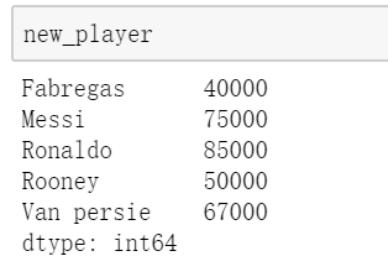 new_player
Fabregas 40000
Messi 75000
Ronaldo 85000
Rooney 50000
Van persie 67000
dtype: int64